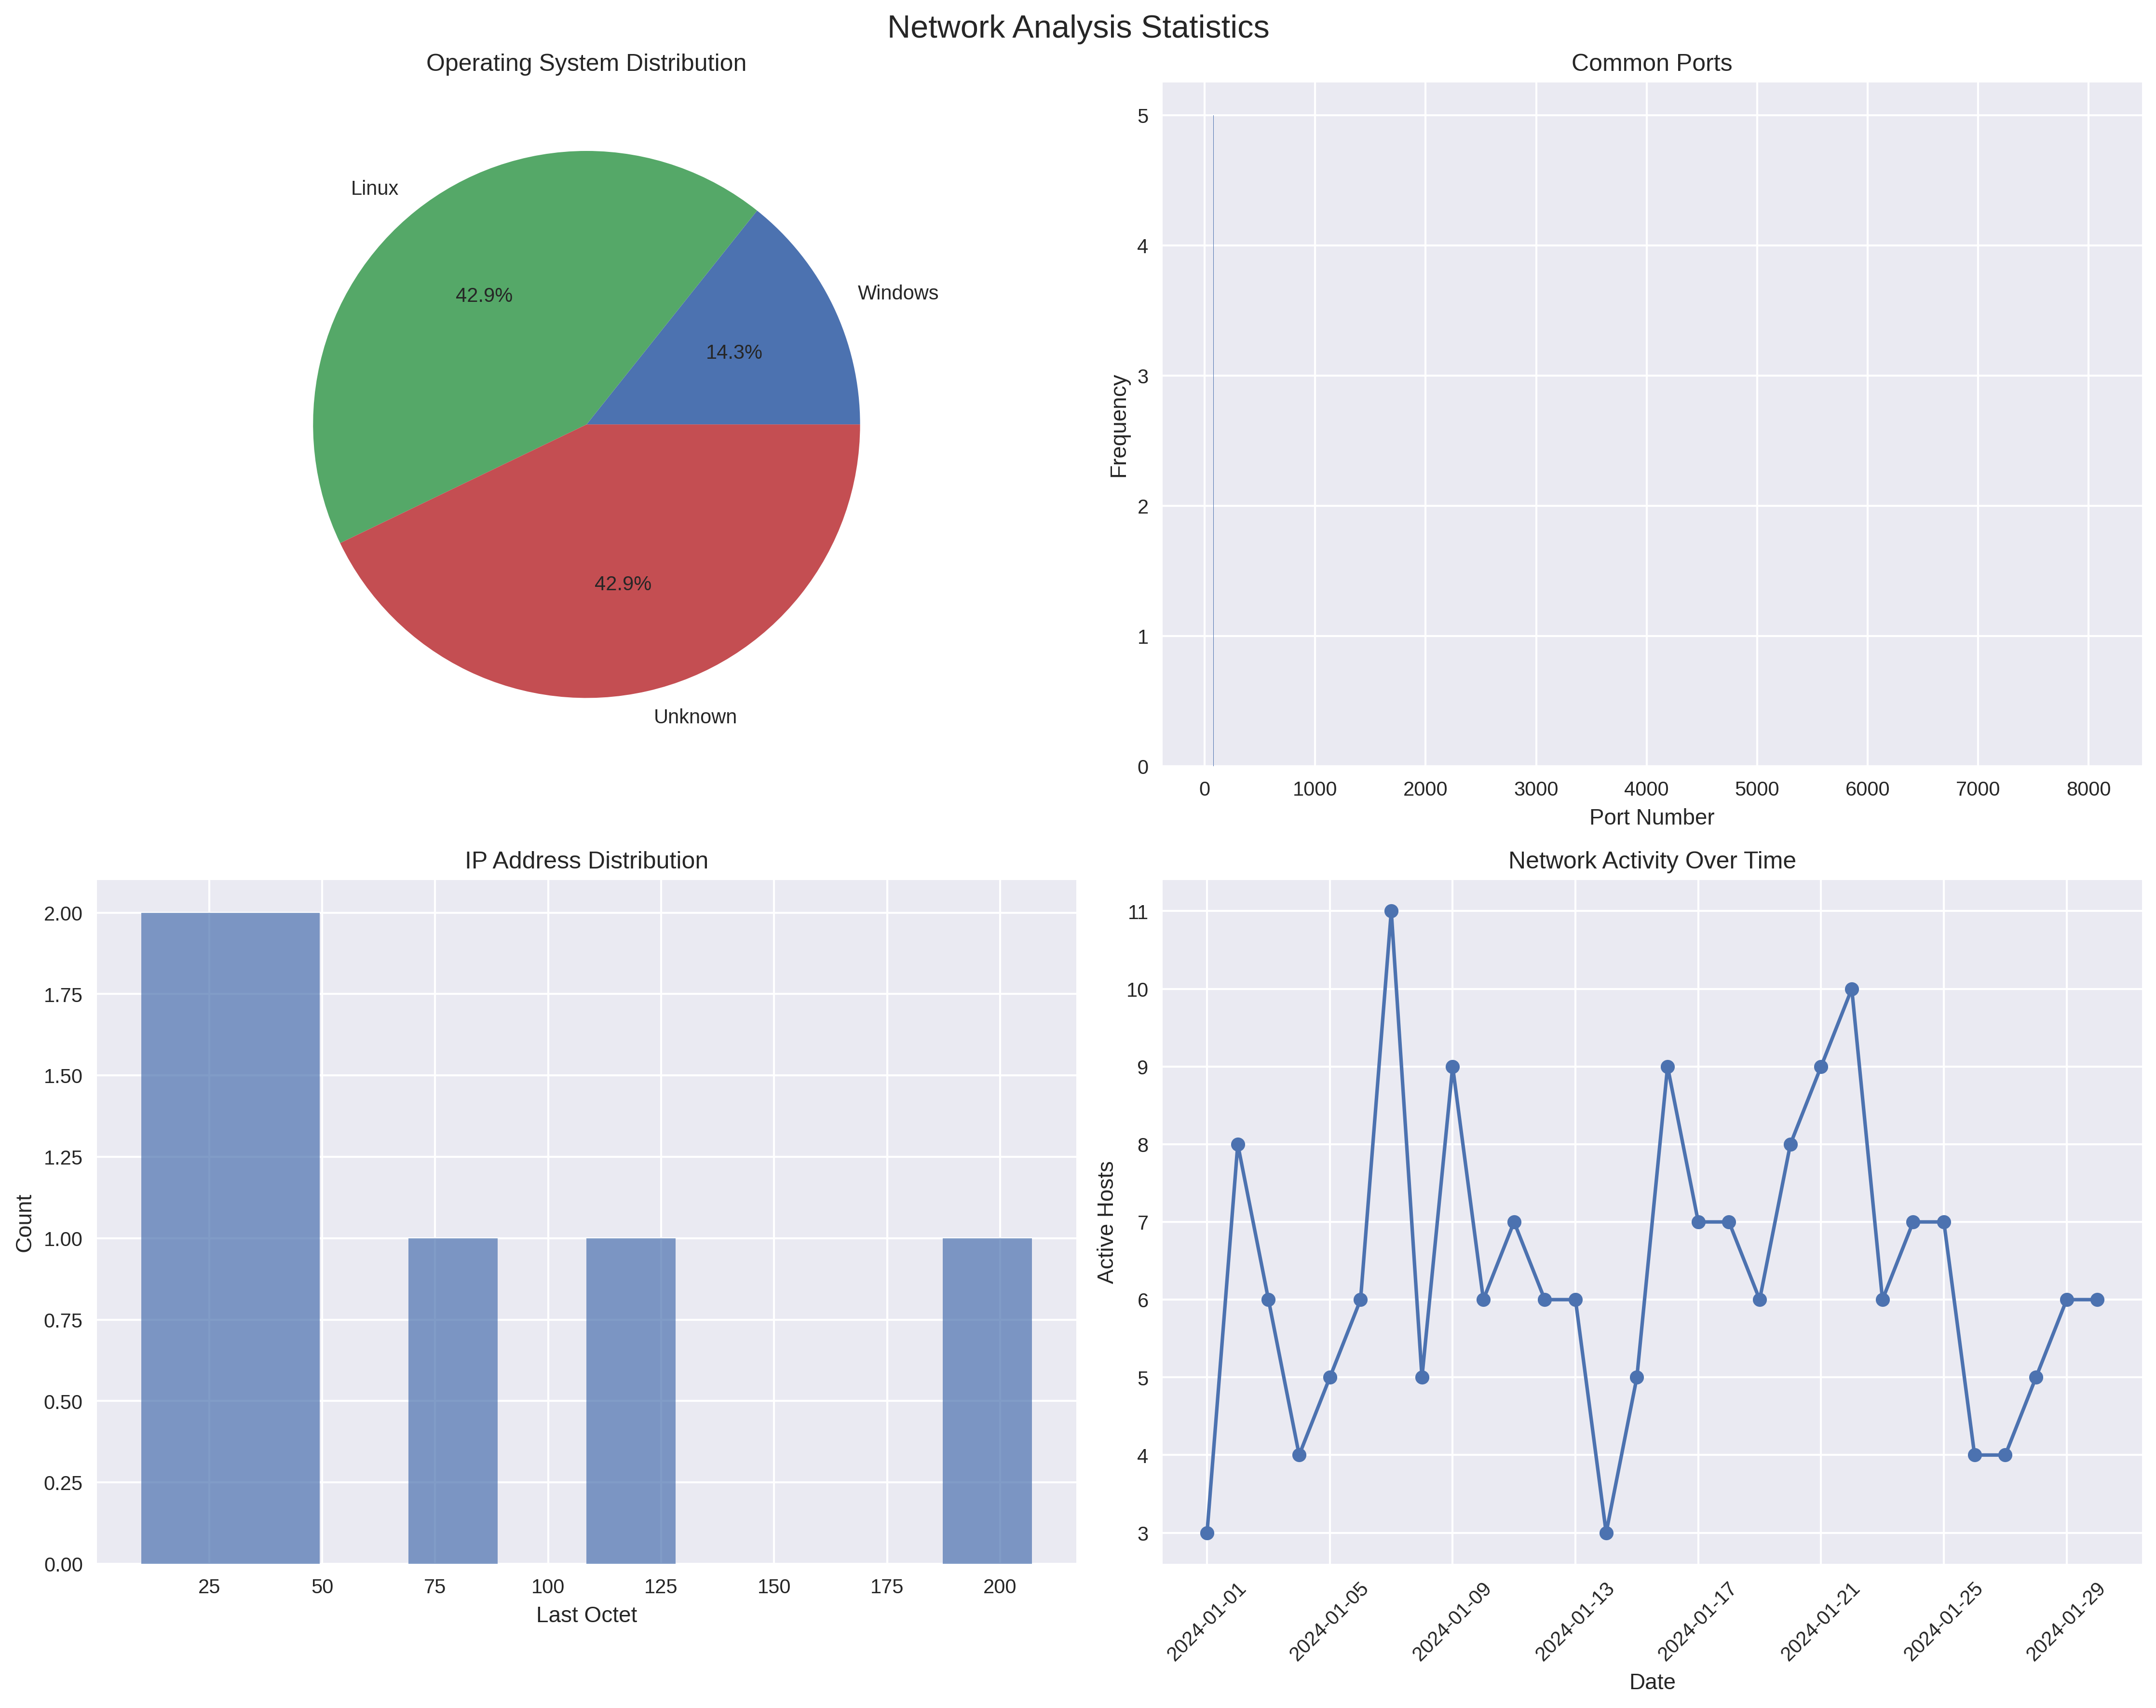 Network Analysis Statistics
Operating System Distribution
Linux
Windows
42.9%
14.3%
42.9%
Unknown
Common Ports
5
4
3
2
1
0
Frequency
0 1000 2000 3000 4000 5000 6000 7000 8000
Port Number
IP Address Distribution
2.00
1.75
1.50
1.25
1.00
0.75
0.50
0.25
0.00
Count
25 50 75 100 125 150 175 200
Last Octet
Network Activity Over Time
11
10
9
8
7
6
5
4
3
Active Hosts
2024-01-01 2024-01-05 2024-01-09 2024-01-13 2024-01-17 2024-01-21 2024-01-25 2024-01-29
Date